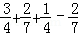 3/4 + 2/7 + 1/4 − 2/7